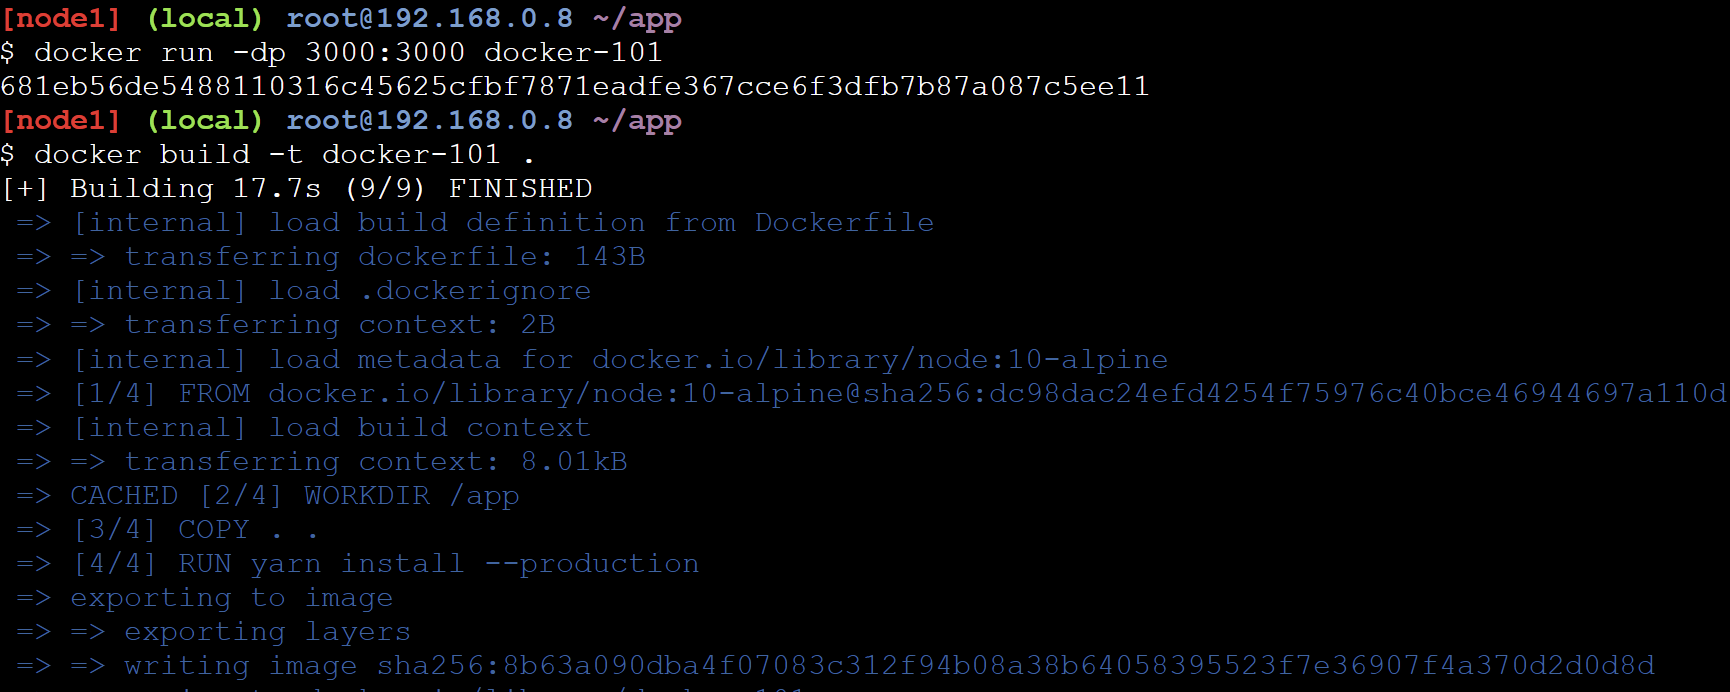 [node1] (local) root@192.168.0.8 ~/app
$ docker run -dp 3000:3000 docker-101
681eb56de5488110316c45625cfbf7871eadfe367cce6f3dfb7b87a087c5ee11
[node1] (local) root@192.168.0.8 ~/app
$ docker build -t docker-101 .
[+] Building 17.7s (9/9) FINISHED
=> [internal] load build definition from Dockerfile
=> => transferring dockerfile: 143B
=> [internal] load .dockerignore
=> => transferring context: 2B
=> [internal] load metadata for docker.io/library/node:10-alpine
=> [1/4] FROM docker.io/library/node:10-alpine@sha256:dc98dac24efd4254f75976c40bce46944697a110d
=> [internal] load build context
=> => transferring context: 8.01kB
=> CACHED [2/4] WORKDIR /app
=> [3/4] COPY . .
=> [4/4] RUN yarn install --production
=> exporting to image
=> => exporting layers
=> => writing image sha256:8b63a090dba4f07083c312f94b08a38b64058395523f7e36907f4a370d2d0d8d